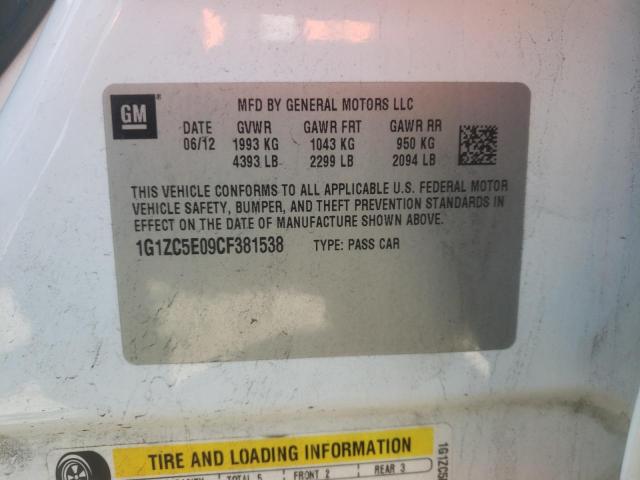 GM ®
MFD BY GENERAL MOTORS LLC
DATE GVWR GAWR FRT GAWR RR
06/12 1993 KG 1043 KG 950 KG
4393 LB 2299 LB 2094 LB
THIS VEHICLE CONFORMS TO ALL APPLICABLE U.S. FEDERAL MOTOR
VEHICLE SAFETY, BUMPER, AND THEFT PREVENTION STANDARDS IN
EFFECT ON THE DATE OF MANUFACTURE SHOWN ABOVE.
1G1ZC5E09CF381538 TYPE: PASS CAR
TIRE AND LOADING INFORMATION
TOTAL 5 FRONT 2 REAR 3
1G1ZC5